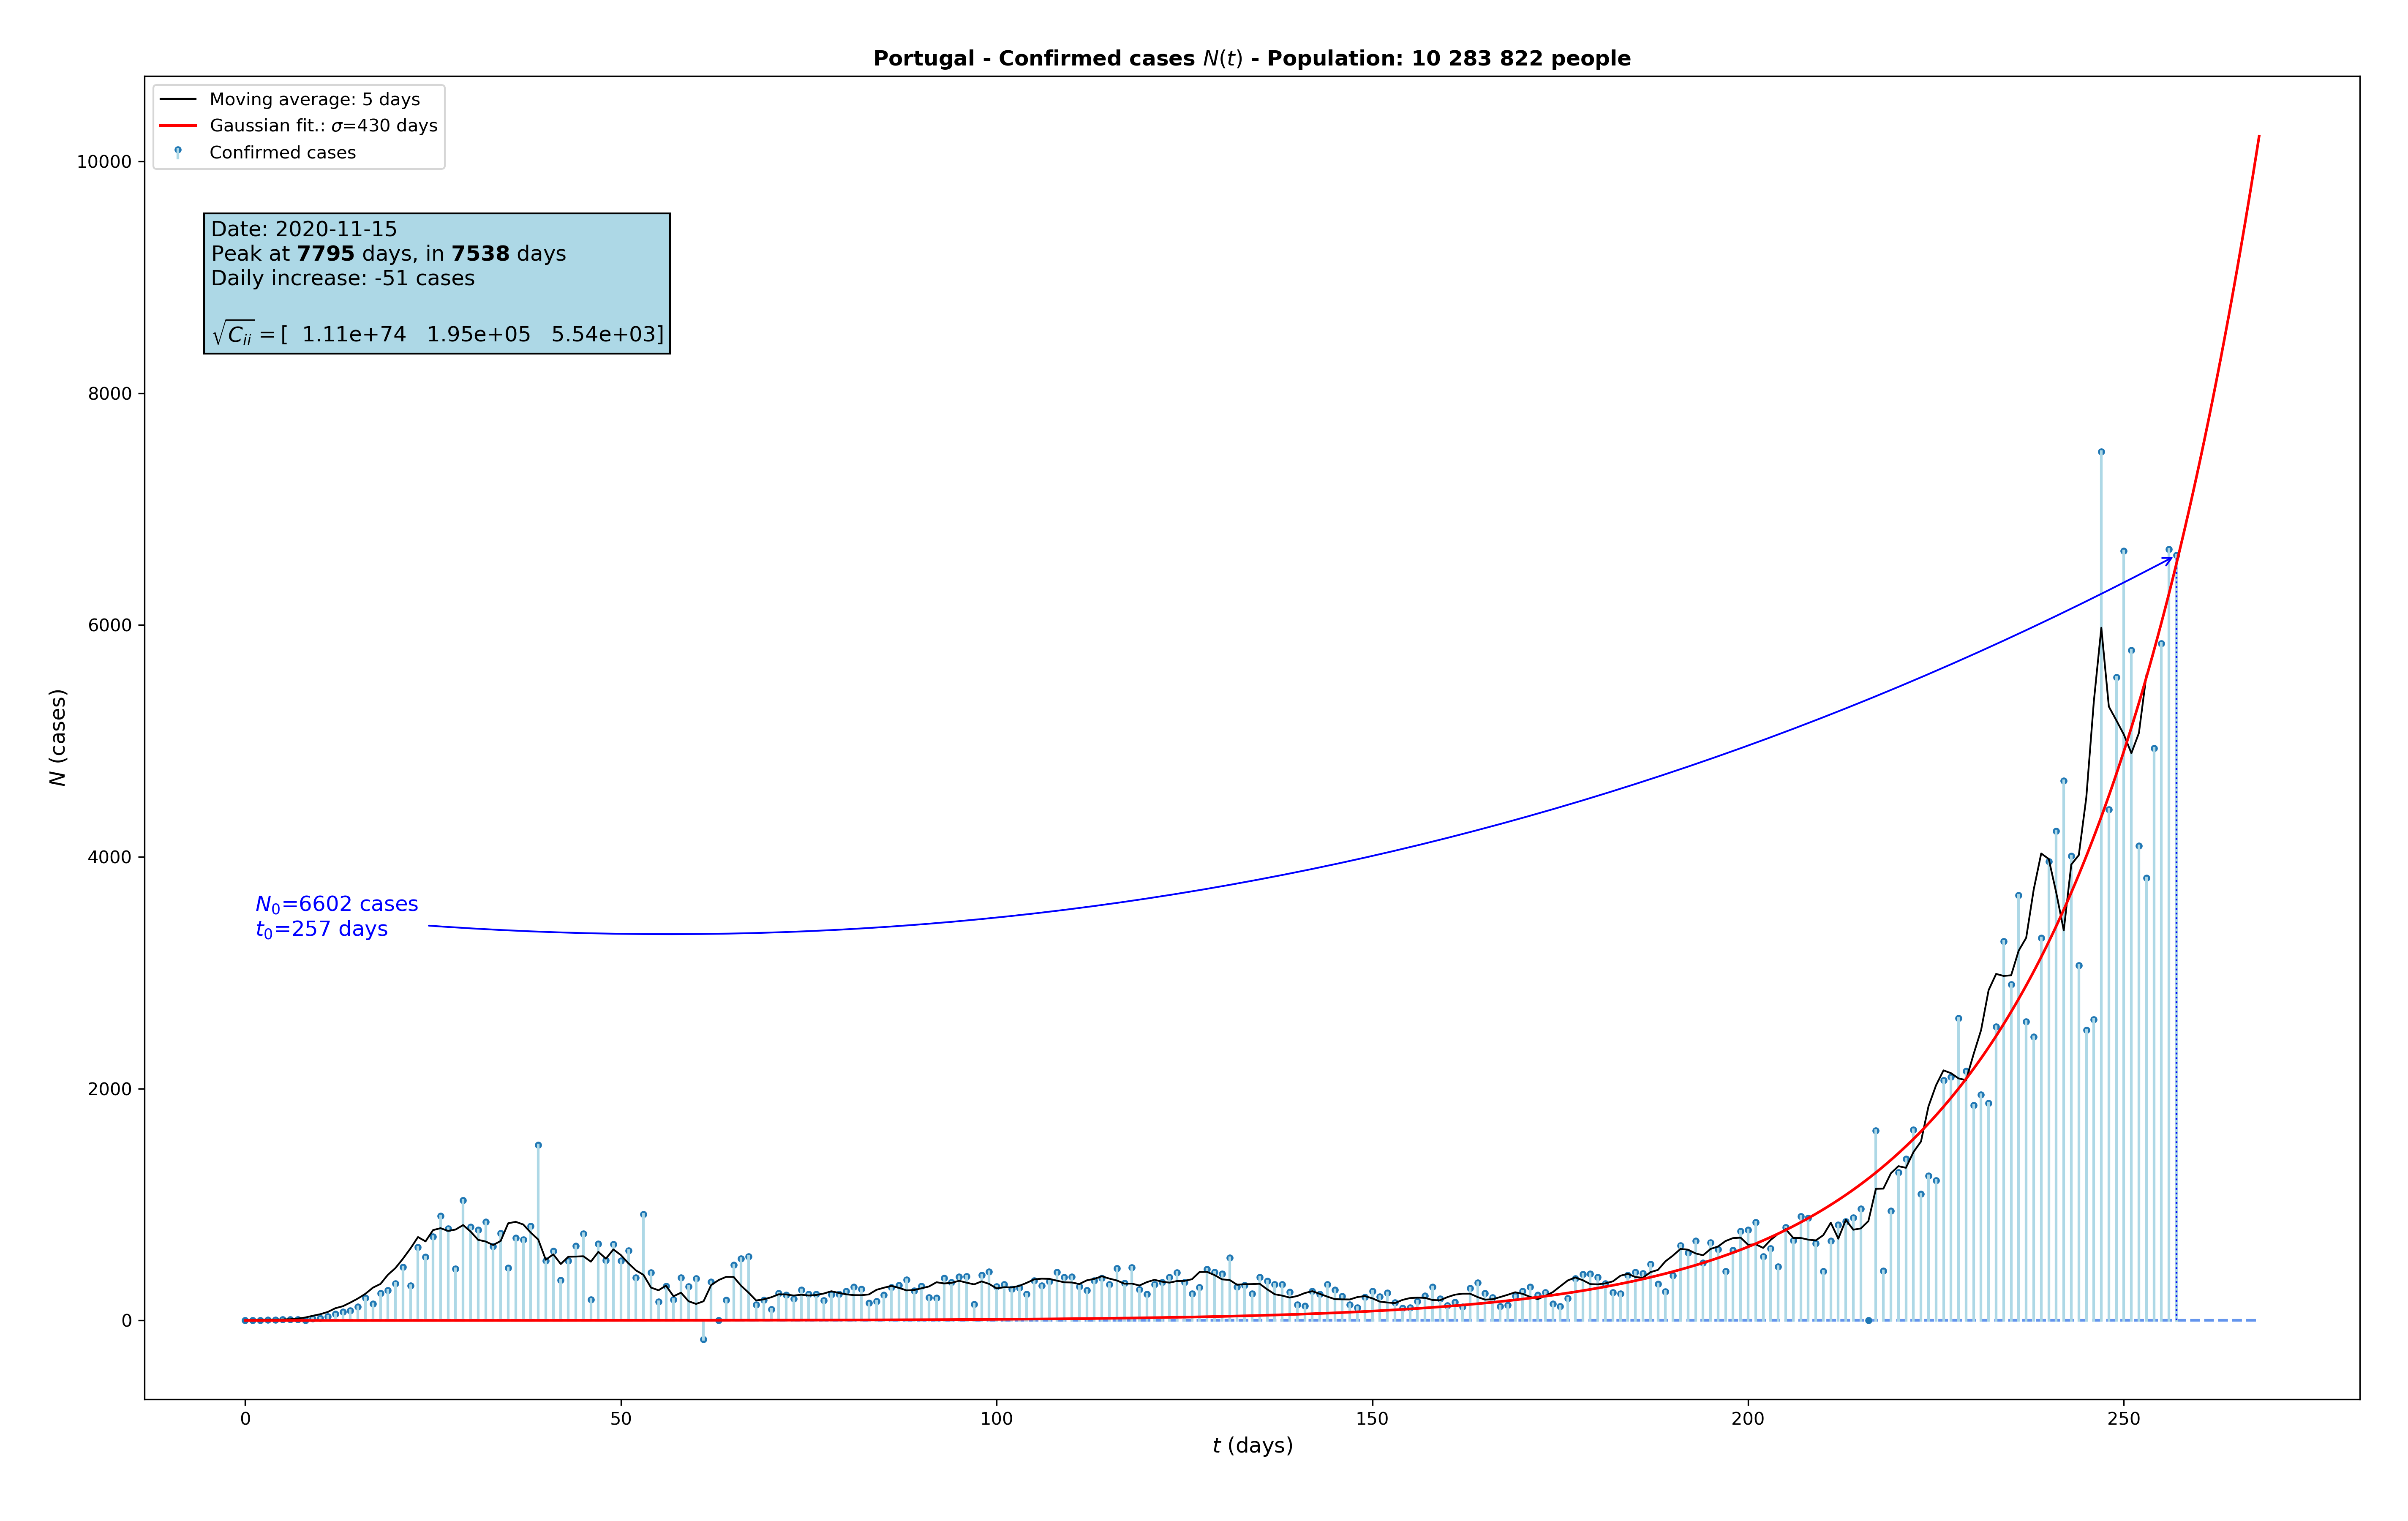 Portugal - Confirmed cases N(t) - Population: 10 283 822 people
Moving average: 5 days
Gaussian fit.: σ=430 days
Confirmed cases
Date: 2020-11-15
Peak at 7795 days, in 7538 days
Daily increase: -51 cases
√Cᵢᵢ = [ 1.11e+74 1.95e+05 5.54e+03]
N₀=6602 cases
t₀=257 days
N (cases)
10000
8000
6000
4000
2000
0
0 50 100 150 200 250
t (days)